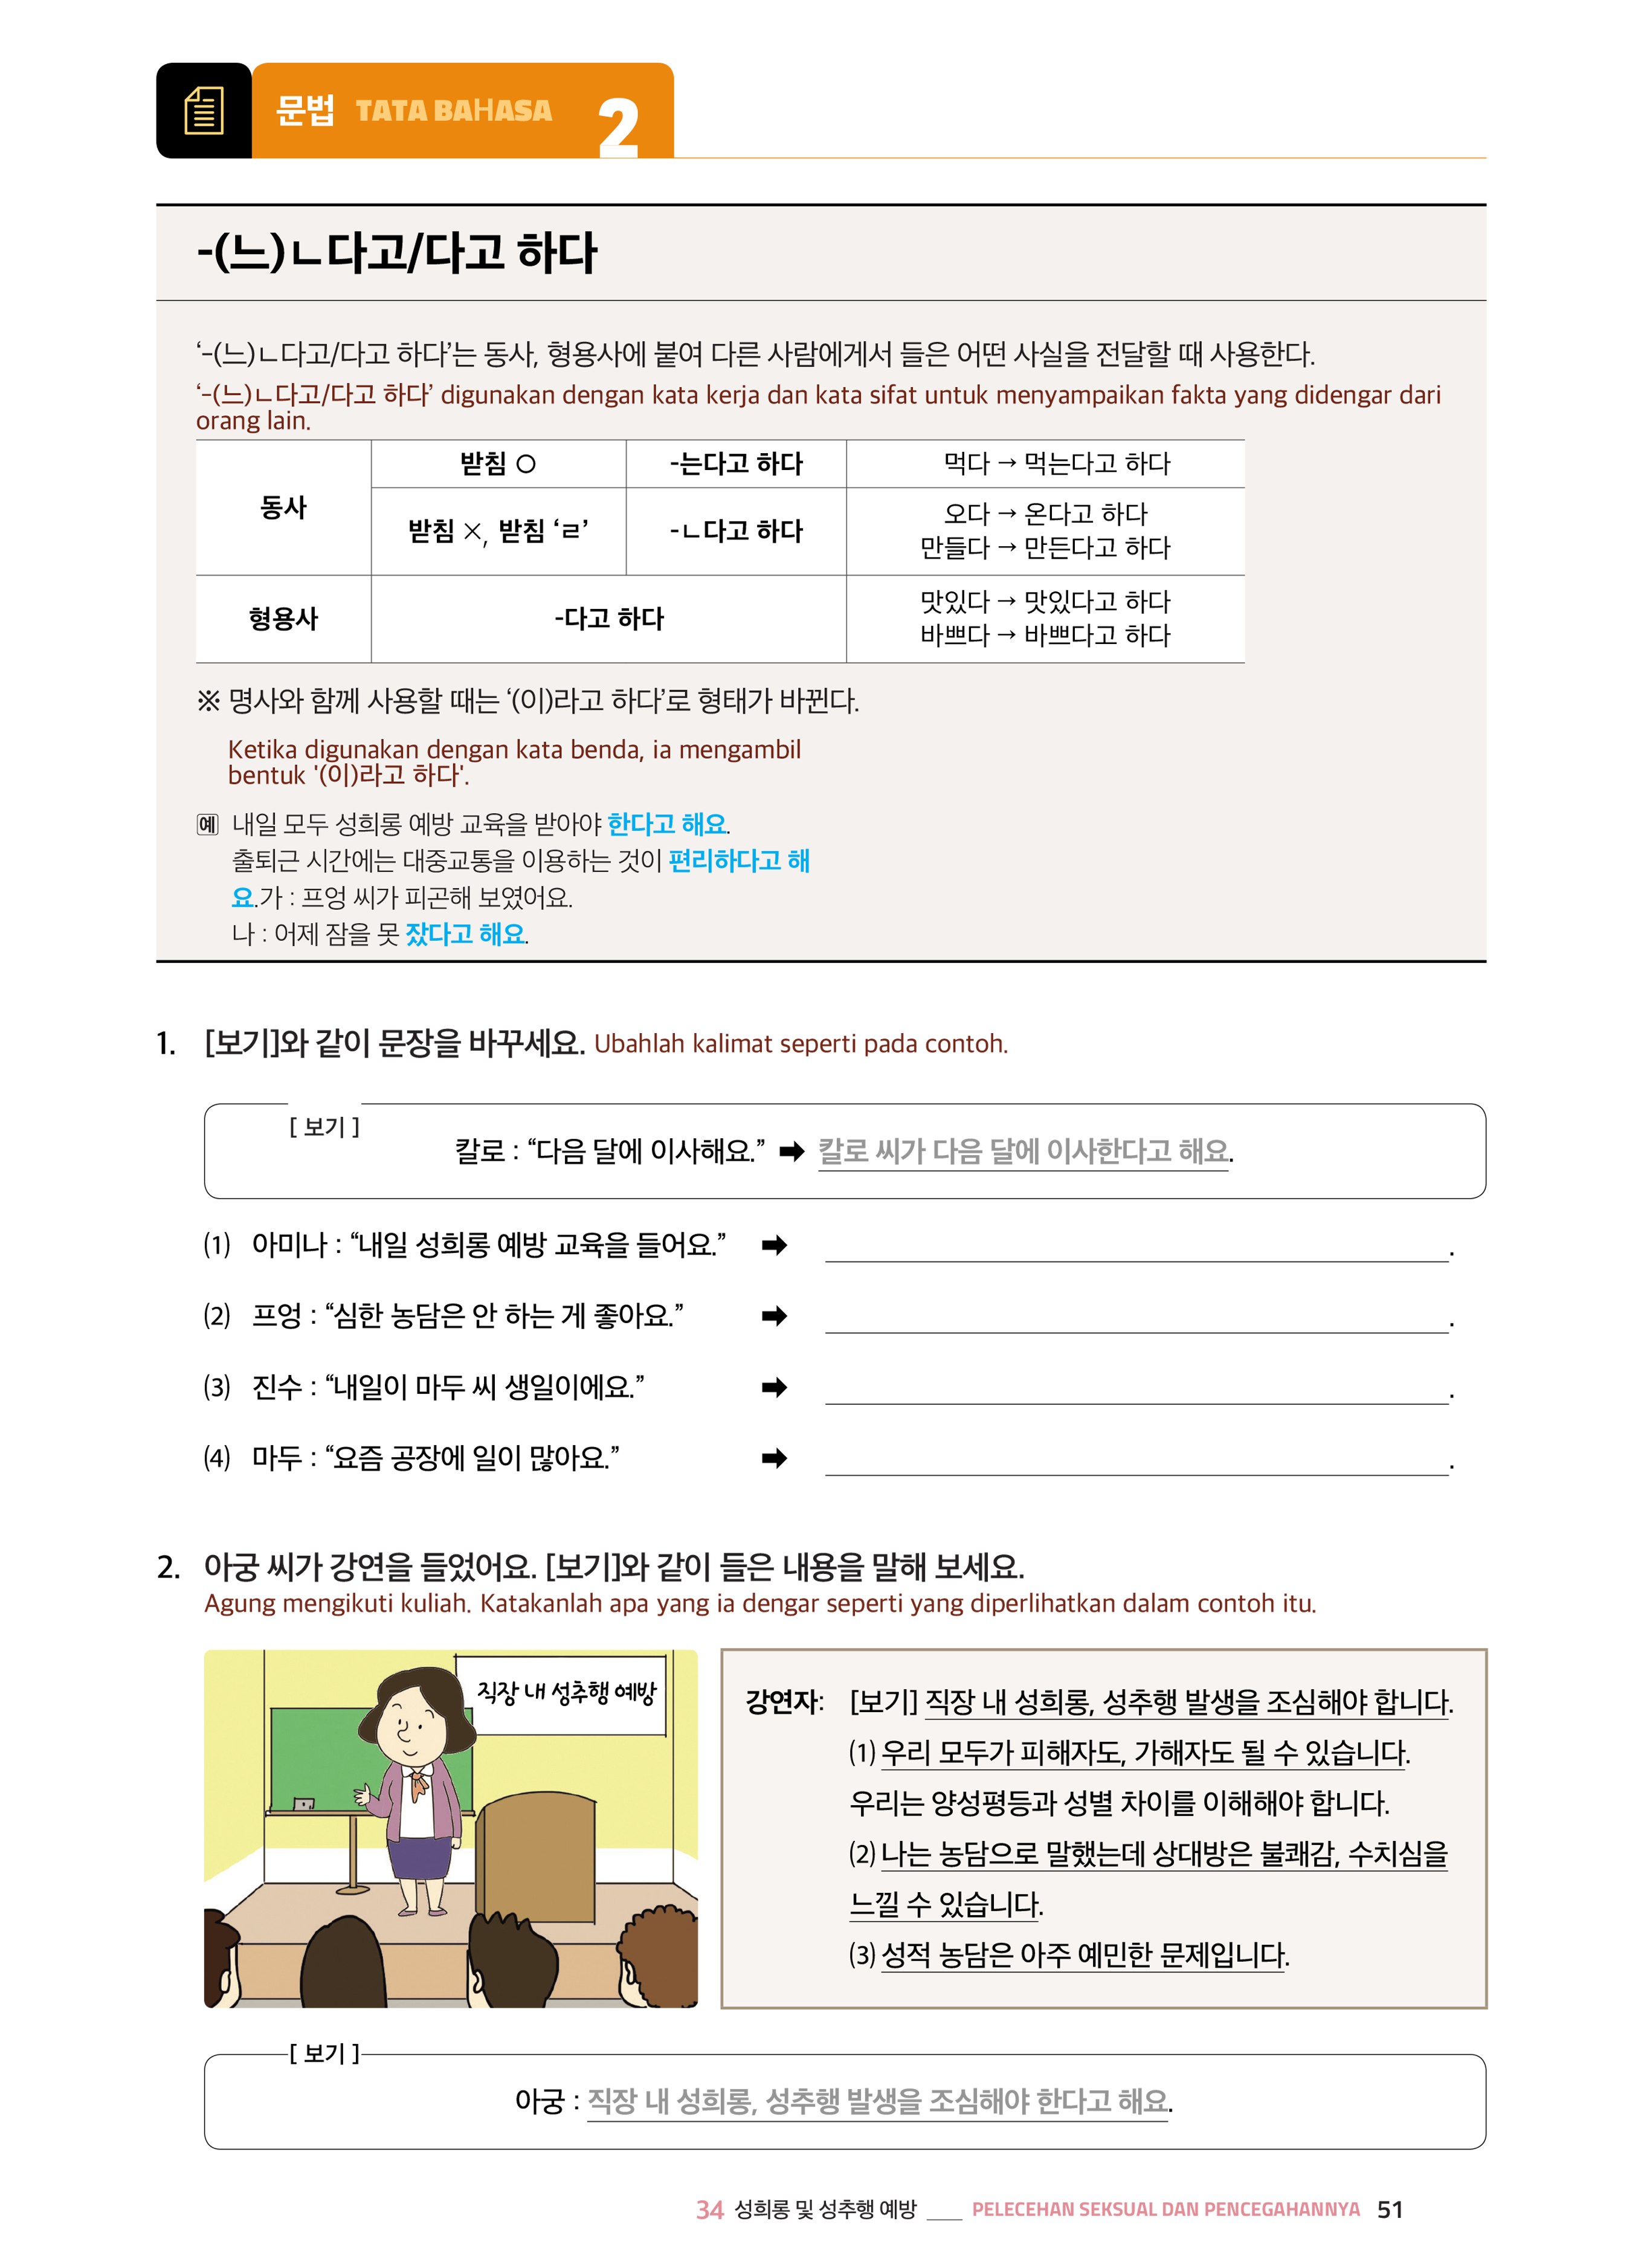 문법 TATA BAHASA 2
-(느)ㄴ다고/다고 하다
‘-(느)ㄴ다고/다고 하다’는 동사, 형용사에 붙여 다른 사람에게서 들은 어떤 사실을 전달할 때 사용한다.
‘-(느)ㄴ다고/다고 하다’ digunakan dengan kata kerja dan kata sifat untuk menyampaikan fakta yang didengar dari
orang lain.
동사
받침 ○ -는다고 하다 먹다 → 먹는다고 하다
받침 ×, 받침 ‘ㄹ’ -ㄴ다고 하다
오다 → 온다고 하다
만들다 → 만든다고 하다
형용사 -다고 하다
맛있다 → 맛있다고 하다
바쁘다 → 바쁘다고 하다
※ 명사와 함께 사용할 때는 ‘(이)라고 하다’로 형태가 바뀐다.
Ketika digunakan dengan kata benda, ia mengambil
bentuk '(이)라고 하다'.
예 내일 모두 성희롱 예방 교육을 받아야 한다고 해요.
출퇴근 시간에는 대중교통을 이용하는 것이 편리하다고 해
요.가 : 프엉 씨가 피곤해 보였어요.
나 : 어제 잠을 못 잤다고 해요.
1. [보기]와 같이 문장을 바꾸세요. Ubahlah kalimat seperti pada contoh.
[ 보기 ]
칼로 : “다음 달에 이사해요.” ➡ 칼로 씨가 다음 달에 이사한다고 해요.
(1) 아미나 : “내일 성희롱 예방 교육을 들어요.” ➡ .
(2) 프엉 : “심한 농담은 안 하는 게 좋아요.” ➡ .
(3) 진수 : “내일이 마두 씨 생일이에요.” ➡ .
(4) 마두 : “요즘 공장에 일이 많아요.” ➡ .
2. 아궁 씨가 강연을 들었어요. [보기]와 같이 들은 내용을 말해 보세요.
Agung mengikuti kuliah. Katakanlah apa yang ia dengar seperti yang diperlihatkan dalam contoh itu.
직장 내 성추행 예방
강연자: [보기] 직장 내 성희롱, 성추행 발생을 조심해야 합니다.
(1) 우리 모두가 피해자도, 가해자도 될 수 있습니다.
우리는 양성평등과 성별 차이를 이해해야 합니다.
(2) 나는 농담으로 말했는데 상대방은 불쾌감, 수치심을
느낄 수 있습니다.
(3) 성적 농담은 아주 예민한 문제입니다.
[ 보기 ]
아궁 : 직장 내 성희롱, 성추행 발생을 조심해야 한다고 해요.
34 성희롱 및 성추행 예방 ___ PELECEHAN SEKSUAL DAN PENCEGAHANNYA 51